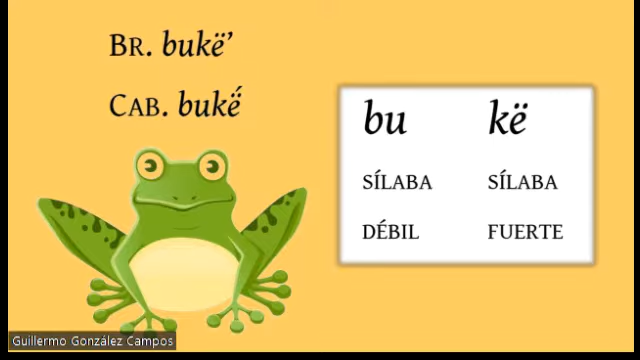 BR. bukë’
CAB. bukë́
bu kë
SÍLABA SÍLABA
DÉBIL FUERTE
Guillermo González Campos